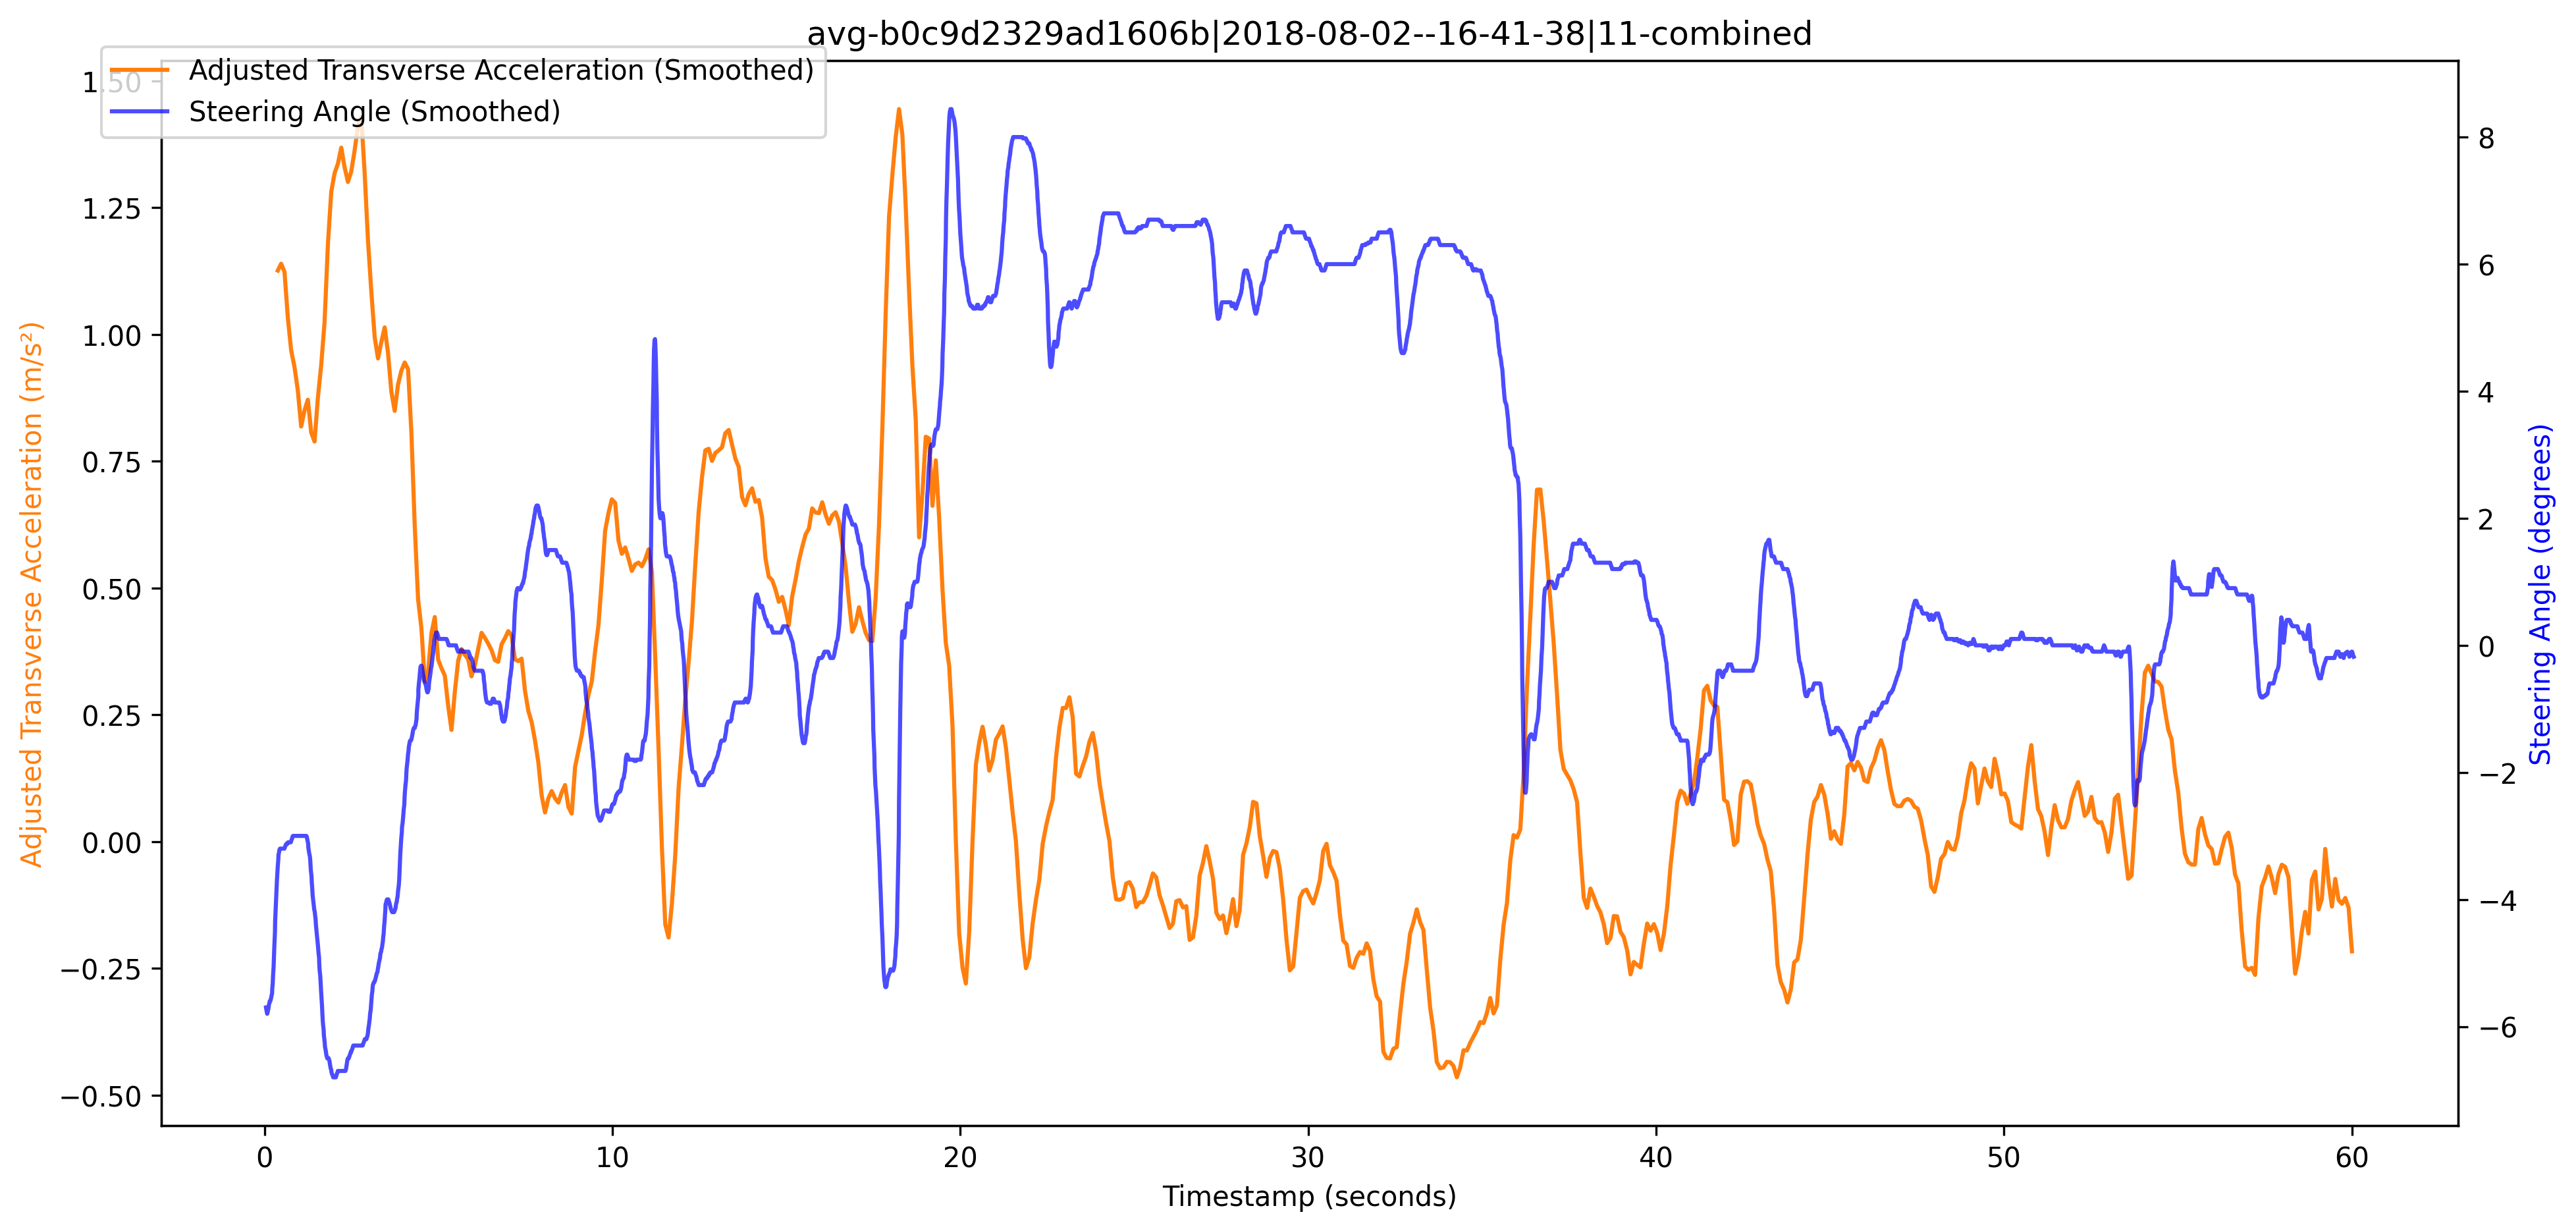 avg-b0c9d2329ad1606b|2018-08-02--16-41-38|11-combined
Adjusted Transverse Acceleration (Smoothed)
Steering Angle (Smoothed)
Adjusted Transverse Acceleration (m/s²)
1.50
1.25
1.00
0.75
0.50
0.25
0.00
−0.25
−0.50
8
6
4
2
0
−2
−4
−6
Steering Angle (degrees)
0 10 20 30 40 50 60
Timestamp (seconds)